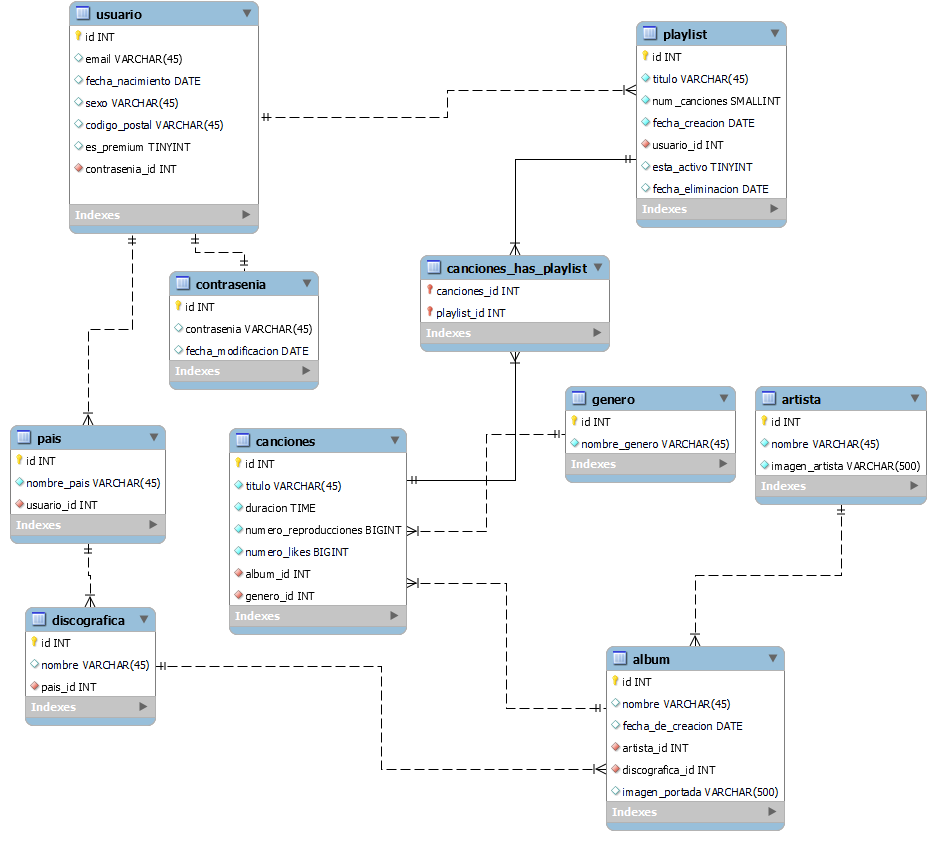 usuario
id INT
email VARCHAR(45)
fecha_nacimiento DATE
sexo VARCHAR(45)
codigo_postal VARCHAR(45)
es_premium TINYINT
contrasenia_id INT
Indexes
playlist
id INT
titulo VARCHAR(45)
num_canciones SMALLINT
fecha_creacion DATE
usuario_id INT
esta_activo TINYINT
fecha_eliminacion DATE
Indexes
contrasenia
id INT
contrasenia VARCHAR(45)
fecha_modificacion DATE
Indexes
canciones_has_playlist
canciones_id INT
playlist_id INT
Indexes
genero
id INT
nombre_genero VARCHAR(45)
Indexes
artista
id INT
nombre VARCHAR(45)
imagen_artista VARCHAR(500)
Indexes
pais
id INT
nombre_pais VARCHAR(45)
usuario_id INT
Indexes
canciones
id INT
titulo VARCHAR(45)
duracion TIME
numero_reproducciones BIGINT
numero_likes BIGINT
album_id INT
genero_id INT
Indexes
discografica
id INT
nombre VARCHAR(45)
pais_id INT
Indexes
album
id INT
nombre VARCHAR(45)
fecha_de_creacion DATE
artista_id INT
discografica_id INT
imagen_portada VARCHAR(500)
Indexes